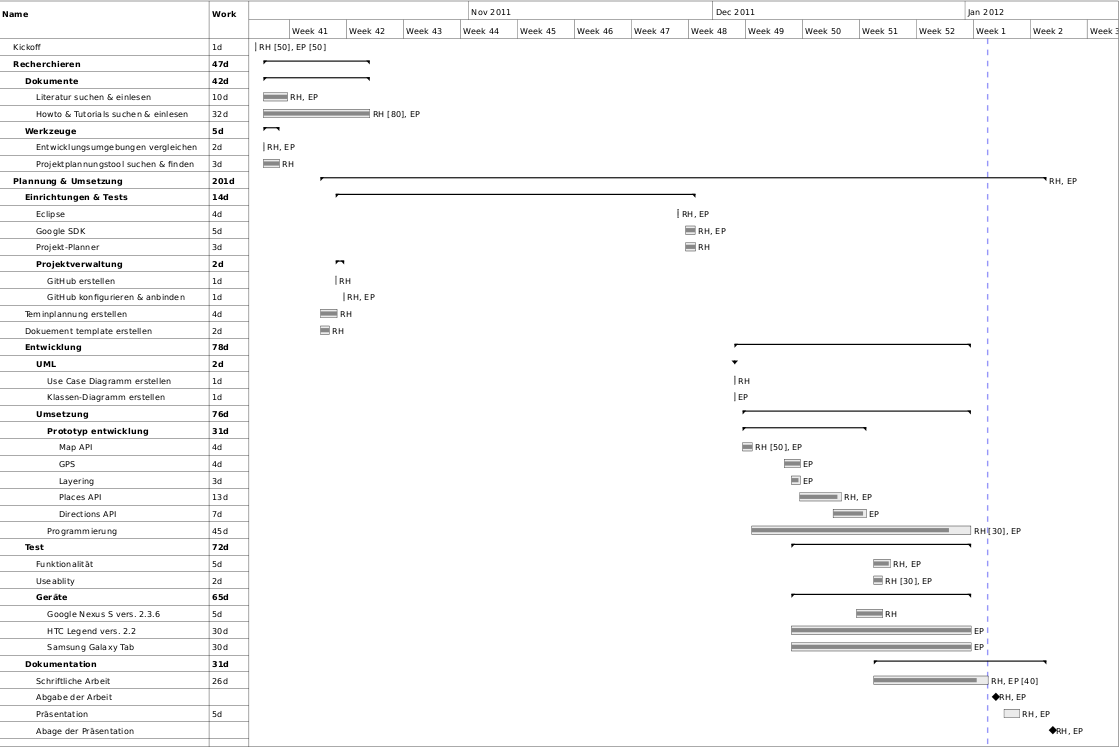 Name Work Nov 2011 Dec 2011 Jan 2012
Week 41 Week 42 Week 43 Week 44 Week 45 Week 46 Week 47 Week 48 Week 49 Week 50 Week 51 Week 52 Week 1 Week 2 Week 3
Kickoff 1d RH [50], EP [50]
Recherchieren 47d
Dokumente 42d
Literatur suchen & einlesen 10d RH, EP
Howto & Tutorials suchen & einlesen 32d RH [80], EP
Werkzeuge 5d
Entwicklungsumgebungen vergleichen 2d RH, EP
Projektplannungstool suchen & finden 3d RH
Plannung & Umsetzung 201d RH, EP
Einrichtungen & Tests 14d
Eclipse 4d RH, EP
Google SDK 5d RH, EP
Projekt-Planner 3d RH
Projektverwaltung 2d
GitHub erstellen 1d RH
GitHub konfigurieren & anbinden 1d RH, EP
Teminplannung erstellen 4d RH
Dokuement template erstellen 2d RH
Entwicklung 78d
UML 2d
Use Case Diagramm erstellen 1d RH
Klassen-Diagramm erstellen 1d EP
Umsetzung 76d
Prototyp entwicklung 31d
Map API 4d RH [50], EP
GPS 4d EP
Layering 3d EP
Places API 13d RH, EP
Directions API 7d EP
Programmierung 45d RH [30], EP
Test 72d
Funktionalität 5d RH, EP
Useablity 2d RH [30], EP
Geräte 65d
Google Nexus S vers. 2.3.6 5d RH
HTC Legend vers. 2.2 30d EP
Samsung Galaxy Tab 30d EP
Dokumentation 31d
Schriftliche Arbeit 26d RH, EP [40]
Abgabe der Arbeit RH, EP
Präsentation 5d RH, EP
Abage der Präsentation RH, EP